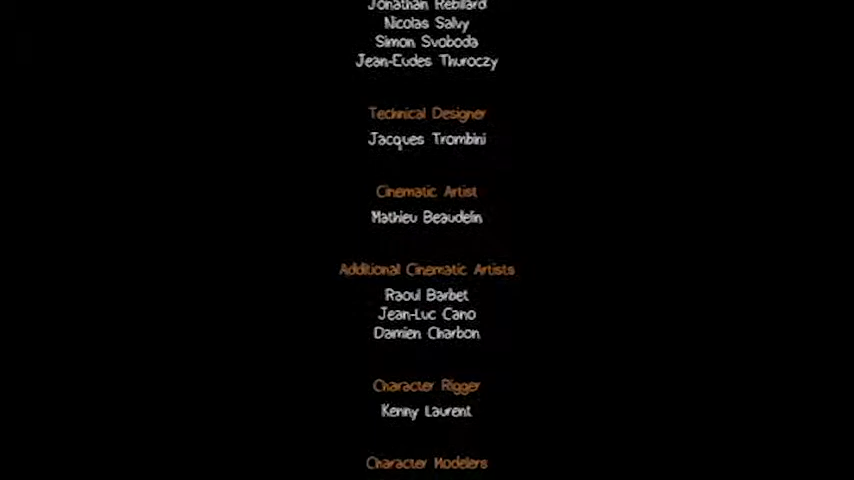 Jonathan Rebillard
Nicolas Salvy
Simon Svoboda
Jean-Eudes Thuroczy
Technical Designer
Jacques Trombini
Cinematic Artist
Mathieu Beaudelin
Additional Cinematic Artists
Raoul Barbet
Jean-Luc Cano
Damien Charbon
Character Rigger
Kenny Laurent
Character Modelers